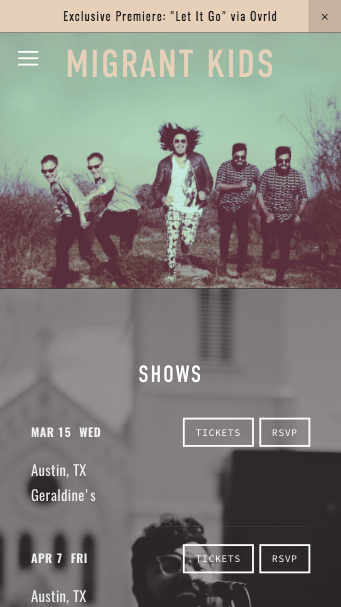 Exclusive Premiere: "Let It Go" via Ovrld
×
MIGRANT KIDS
SHOWS
MAR 15 WED
TICKETS
RSVP
Austin, TX
Geraldine's
APR 7 FRI
TICKETS
RSVP
Austin, TX